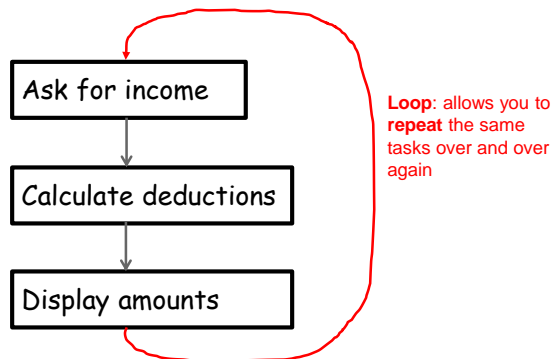 Ask for income
Loop: allows you to
repeat the same
tasks over and over
again
Calculate deductions
Display amounts